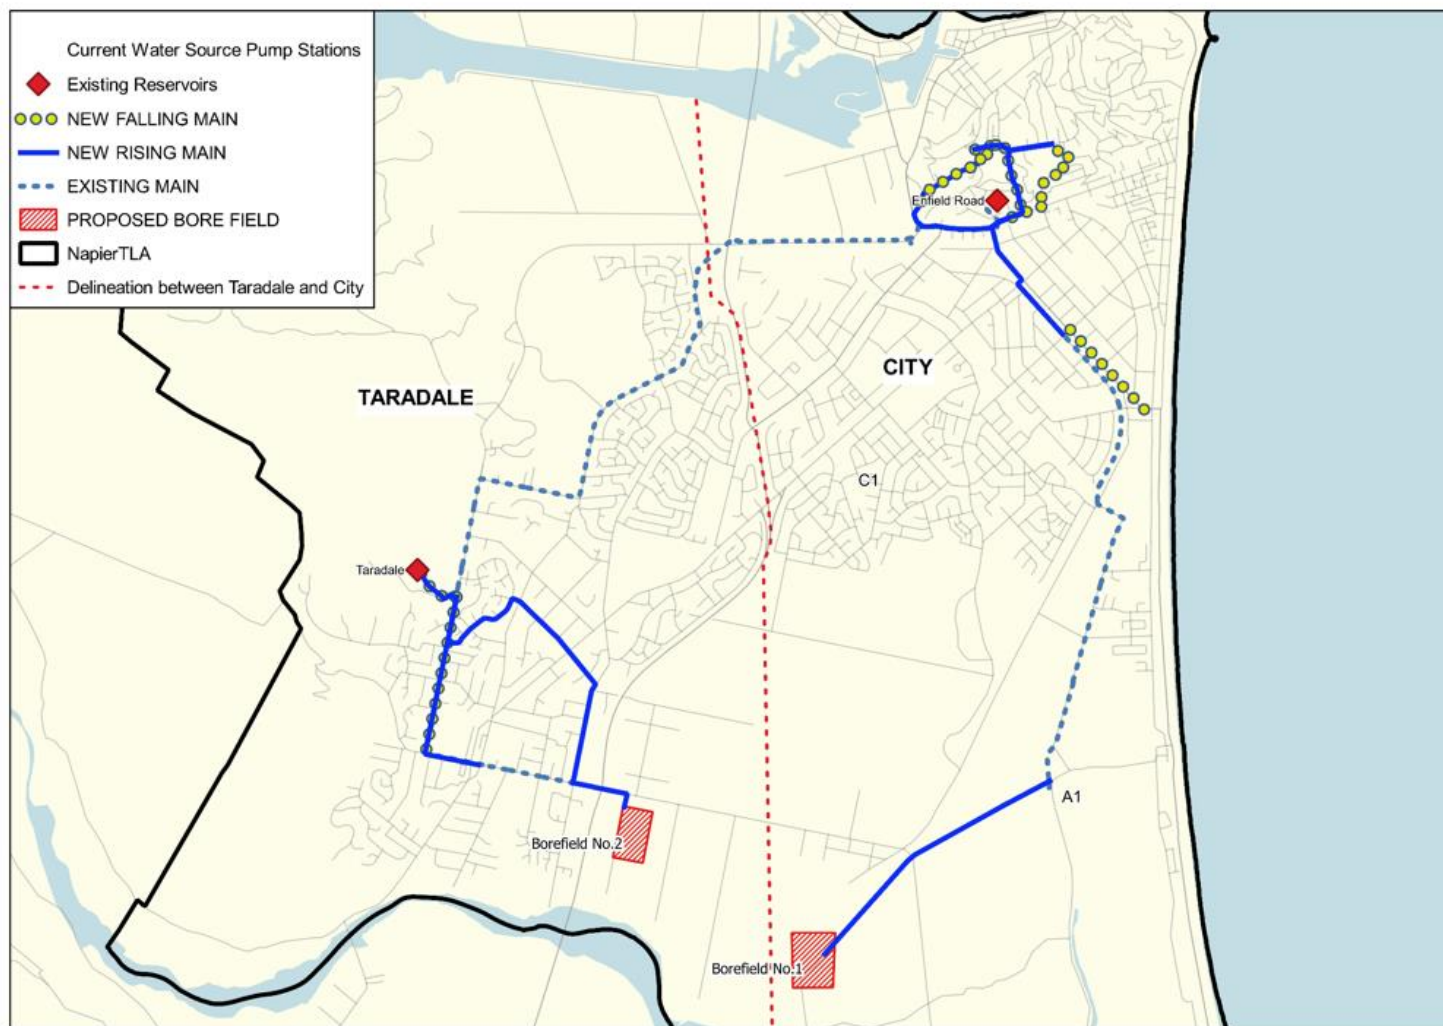 Current Water Source Pump Stations
Existing Reservoirs
NEW FALLING MAIN
NEW RISING MAIN
EXISTING MAIN
PROPOSED BORE FIELD
NapierTLA
Delineation between Taradale and City
Enfield Road
CITY
TARADALE
C1
Taradale
A1
Borefield No.2
Borefield No.1